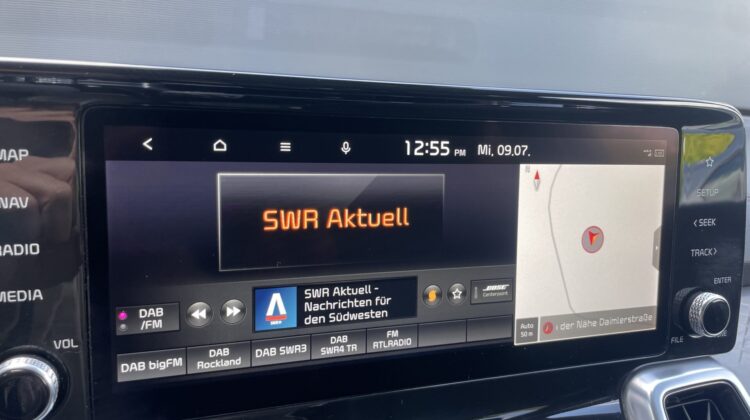 MAP
NAV
RADIO
MEDIA
VOL
12:55 PM Mi, 09.07.
SWR Aktuell
SWR Aktuell -
Nachrichten für
den Südwesten
DAB
/FM
BOSE
Centerpoint
DAB bigFM
DAB
Rockland
DAB SWR3
DAB
SWR4 TR
FM
RTLRADIO
Auto
50 m
der Nähe Daimlerstraße
SETUP
< SEEK
TRACK >
ENTER
FILE